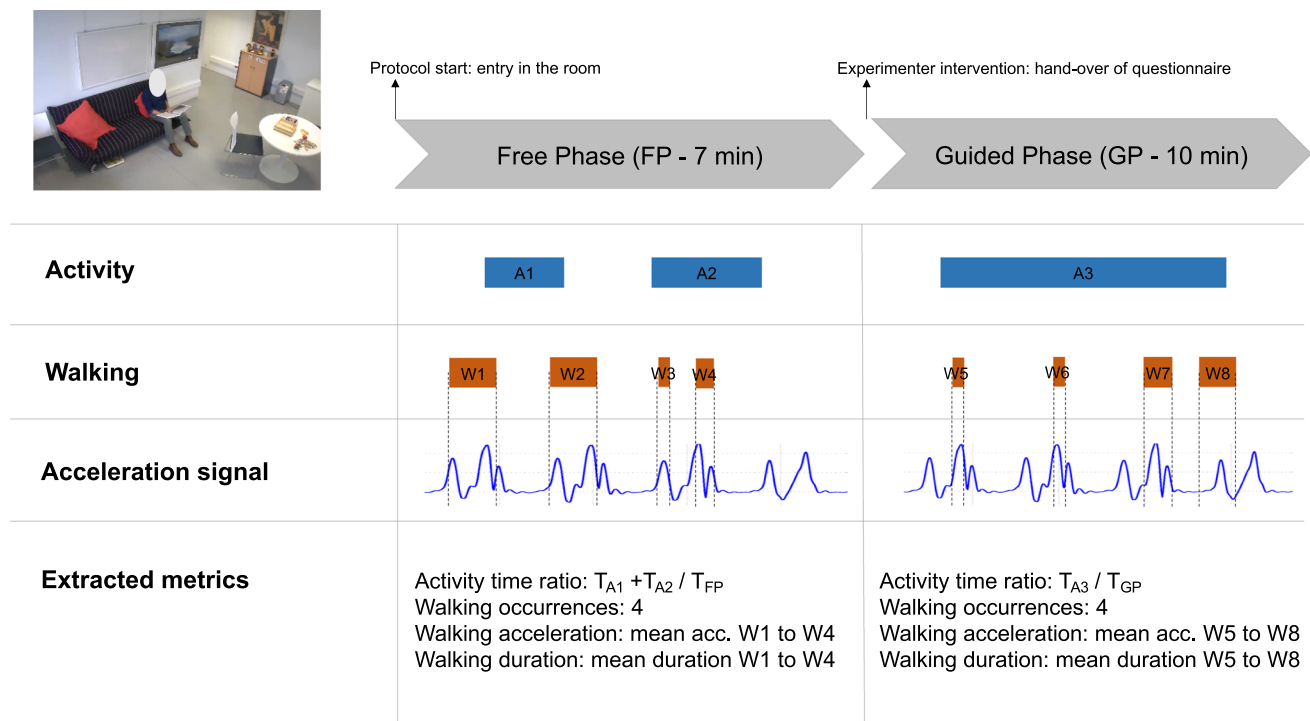 Protocol start: entry in the room
Experimenter intervention: hand-over of questionnaire
Free Phase (FP - 7 min)
Guided Phase (GP - 10 min)
Activity
A1
A2
A3
Walking
W1
W2
W3
W4
W5
W6
W7
W8
Acceleration signal
Extracted metrics
Activity time ratio: TA1 +TA2 / TFP
Walking occurrences: 4
Walking acceleration: mean acc. W1 to W4
Walking duration: mean duration W1 to W4
Activity time ratio: TA3 / TGP
Walking occurrences: 4
Walking acceleration: mean acc. W5 to W8
Walking duration: mean duration W5 to W8